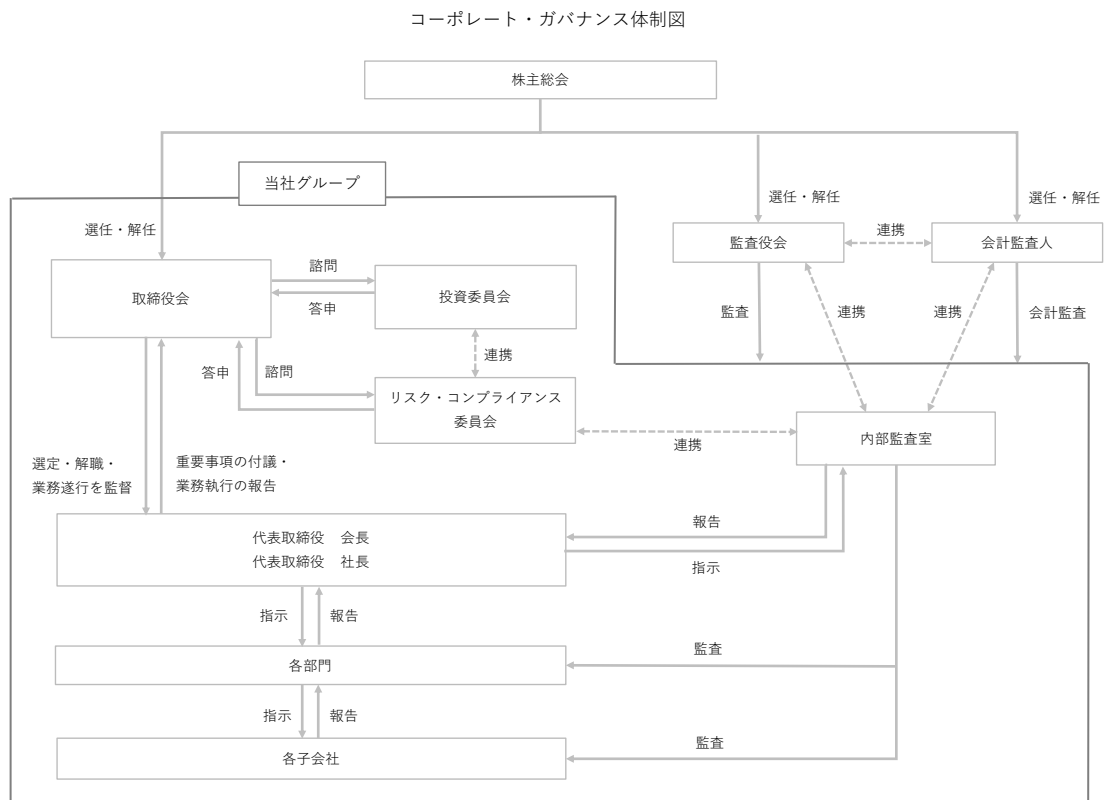 コーポレート・ガバナンス体制図
株主総会
当社グループ
選任・解任
選任・解任
選任・解任
監査役会
連携
会計監査人
取締役会
諮問
答申
投資委員会
監査
連携
連携
会計監査
連携
答申
諮問
リスク・コンプライアンス
委員会
連携
内部監査室
選定・解職・
業務遂行を監督
重要事項の付議・
業務執行の報告
代表取締役　会長
代表取締役　社長
報告
指示
指示
報告
各部門
監査
指示
報告
各子会社
監査